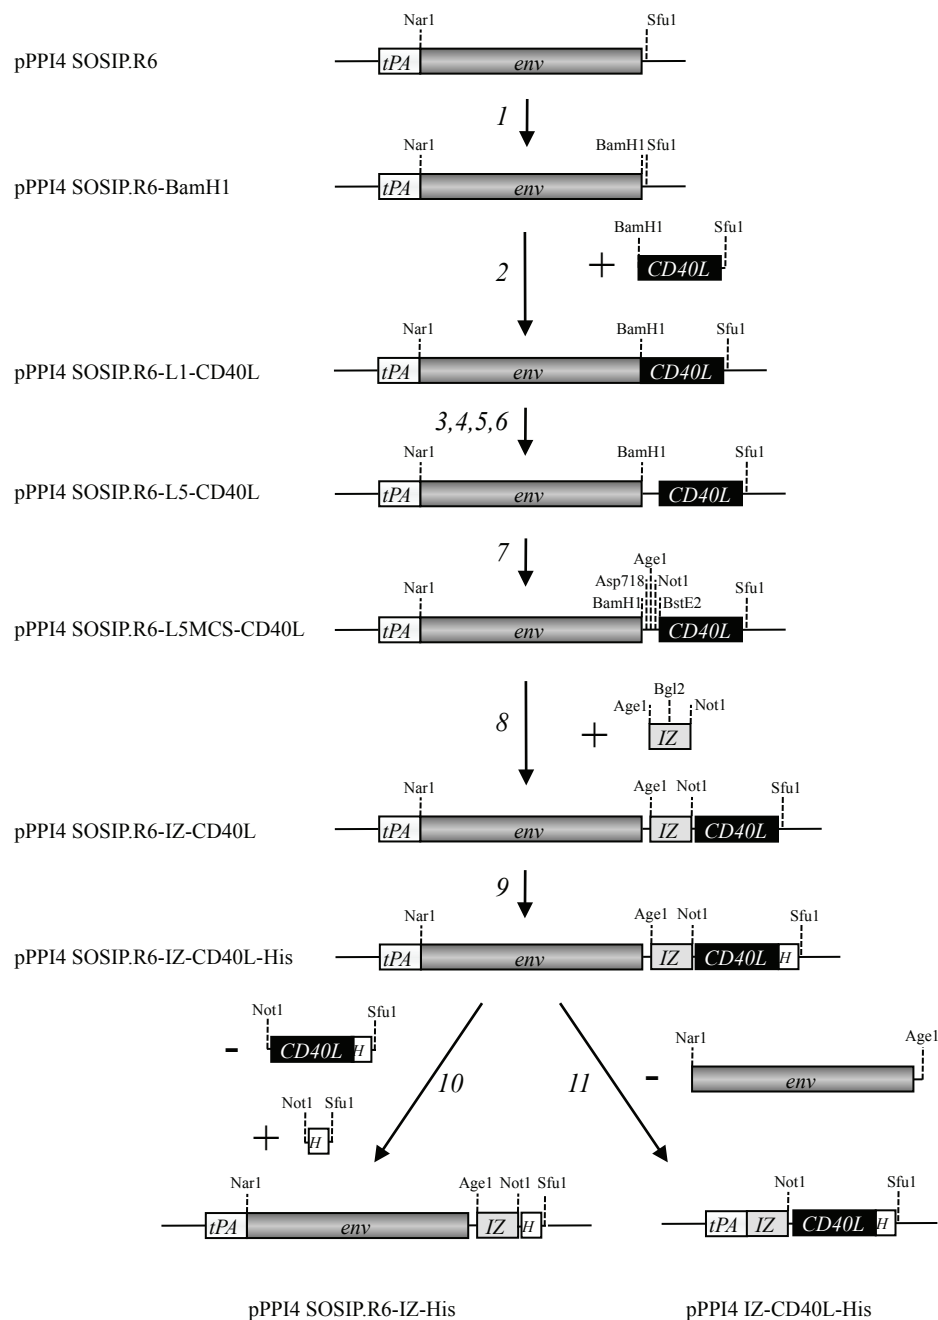 Nar1 Sfu1
pPPI4 SOSIP.R6 tPA env
1
Nar1 BamH1 Sfu1
pPPI4 SOSIP.R6-BamH1 tPA env
BamH1 Sfu1
2 + CD40L
Nar1 BamH1 Sfu1
pPPI4 SOSIP.R6-L1-CD40L tPA env CD40L
3,4,5,6
Nar1 BamH1 Sfu1
pPPI4 SOSIP.R6-L5-CD40L tPA env CD40L
7
Age1
Asp718 Not1 Sfu1
Nar1 BamH1 BstE2
pPPI4 SOSIP.R6-L5MCS-CD40L tPA env CD40L
Bgl2
Age1 Not1
8 + IZ
Nar1 Age1 Not1 Sfu1
pPPI4 SOSIP.R6-IZ-CD40L tPA env IZ CD40L
9
Nar1 Age1 Not1 Sfu1
pPPI4 SOSIP.R6-IZ-CD40L-His tPA env IZ CD40L H
Not1 Sfu1
- CD40L H
Nar1 Age1
10 11 - env
Not1 Sfu1
+ H
Nar1 Age1 Not1 Sfu1
tPA env IZ H
Not1 Sfu1
tPA IZ CD40L H
pPPI4 SOSIP.R6-IZ-His pPPI4 IZ-CD40L-His